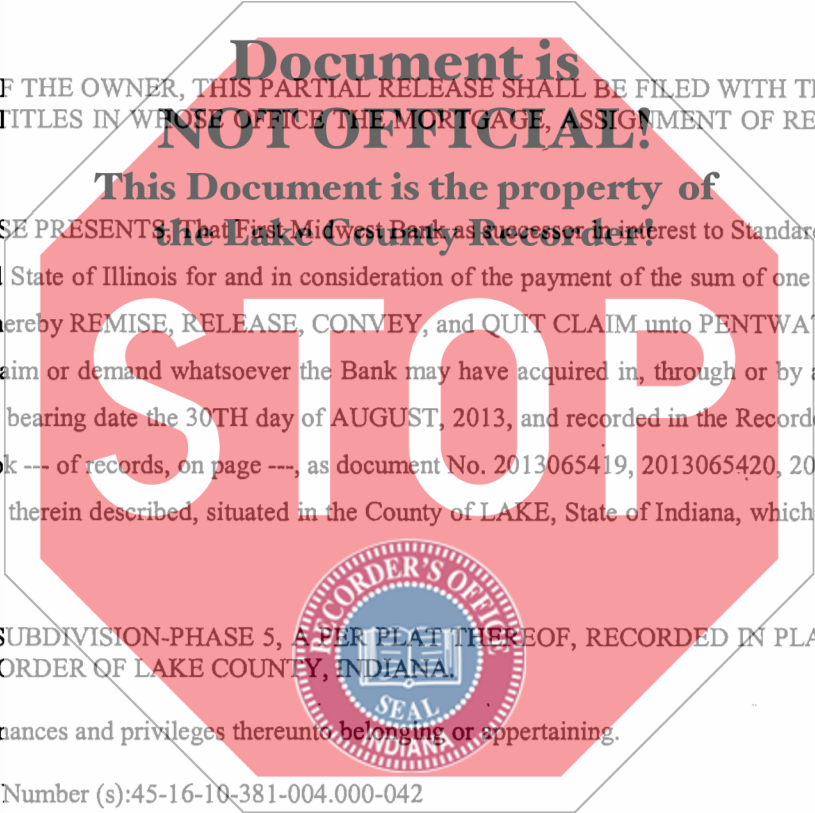 Document is
F THE OWNER, THIS PARTIAL RELEASE SHALL BE FILED WITH
TITLES IN WHOSE OFFICE THE MORTGAGE, ASSIGNMENT OF RE
NOT OFFICIAL!
This Document is the property of
SE PRESENTS, That First Midwest Bank as successor in interest to Standar
the Lake County Recorder!
State of Illinois for and in consideration of the payment of the sum of one
ereby REMISE, RELEASE, CONVEY, and QUIT CLAIM unto PENTWA
aim or demand whatsoever the Bank may have acquired in, through or by a
bearing date the 30TH day of AUGUST, 2013, and recorded in the Record
STOP
k --- of records, on page ---, as document No. 2013065419, 2013065420, 20
therein described, situated in the County of LAKE, State of Indiana, which
RECORDER'S OFFICE
SUBDIVISION-PHASE 5, A PER PLAT THEREOF, RECORDED IN PLA
ORDER OF LAKE COUNTY, INDIANA.
SEAL
INDIANA
nances and privileges thereunto belonging or appertaining.
Number (s):45-16-10-381-004.000-042